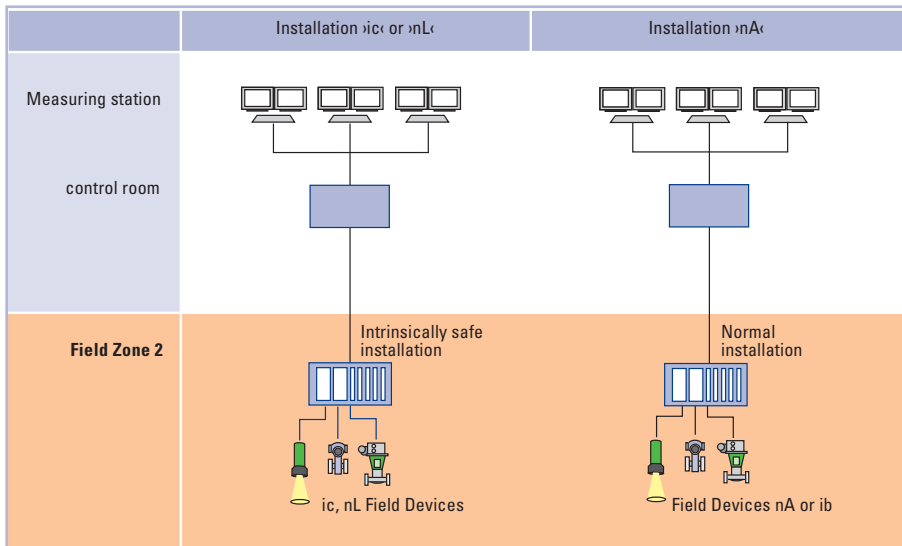 Installation ›ic‹ or ›nL‹
Installation ›nA‹
Measuring station
control room
Field Zone 2
Intrinsically safe
installation
Normal
installation
ic, nL Field Devices
Field Devices nA or ib